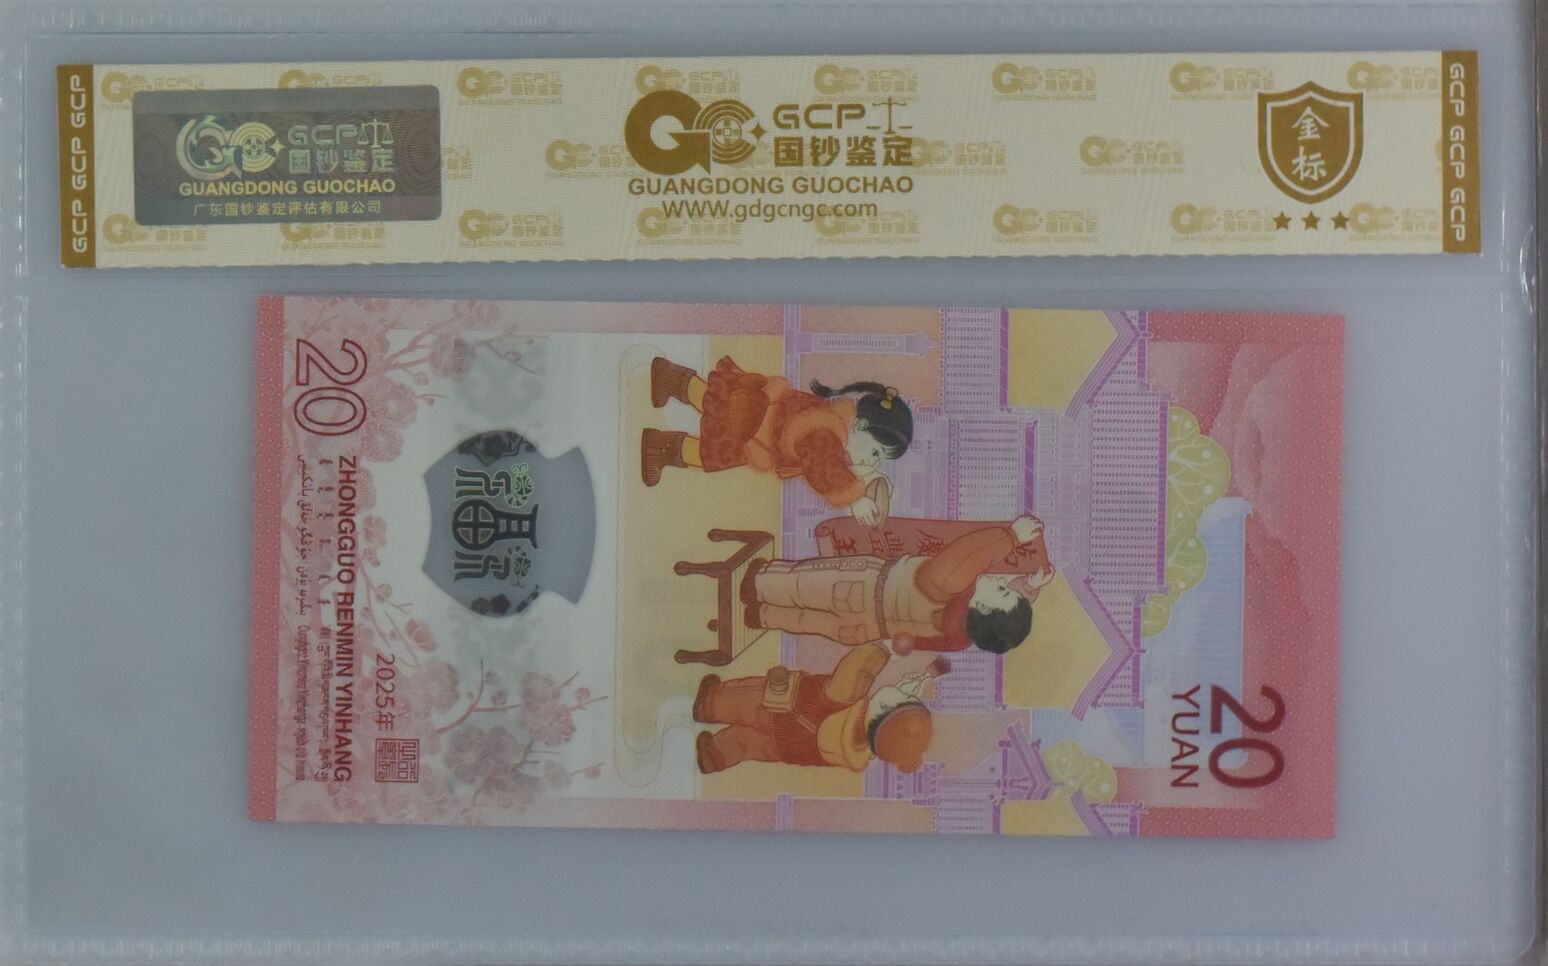 GCP GCP GCP GCP
GCP
国钞鉴定
GUANGDONG GUOCHAO
广东国钞鉴定评估有限公司
GCP
国钞鉴定
GUANGDONG GUOCHAO
WWW.gdgcngc.com
金标
GCP GCP GCP GCP
20
YUAN
20
ZHONGGUO RENMIN YINHANG
2025年